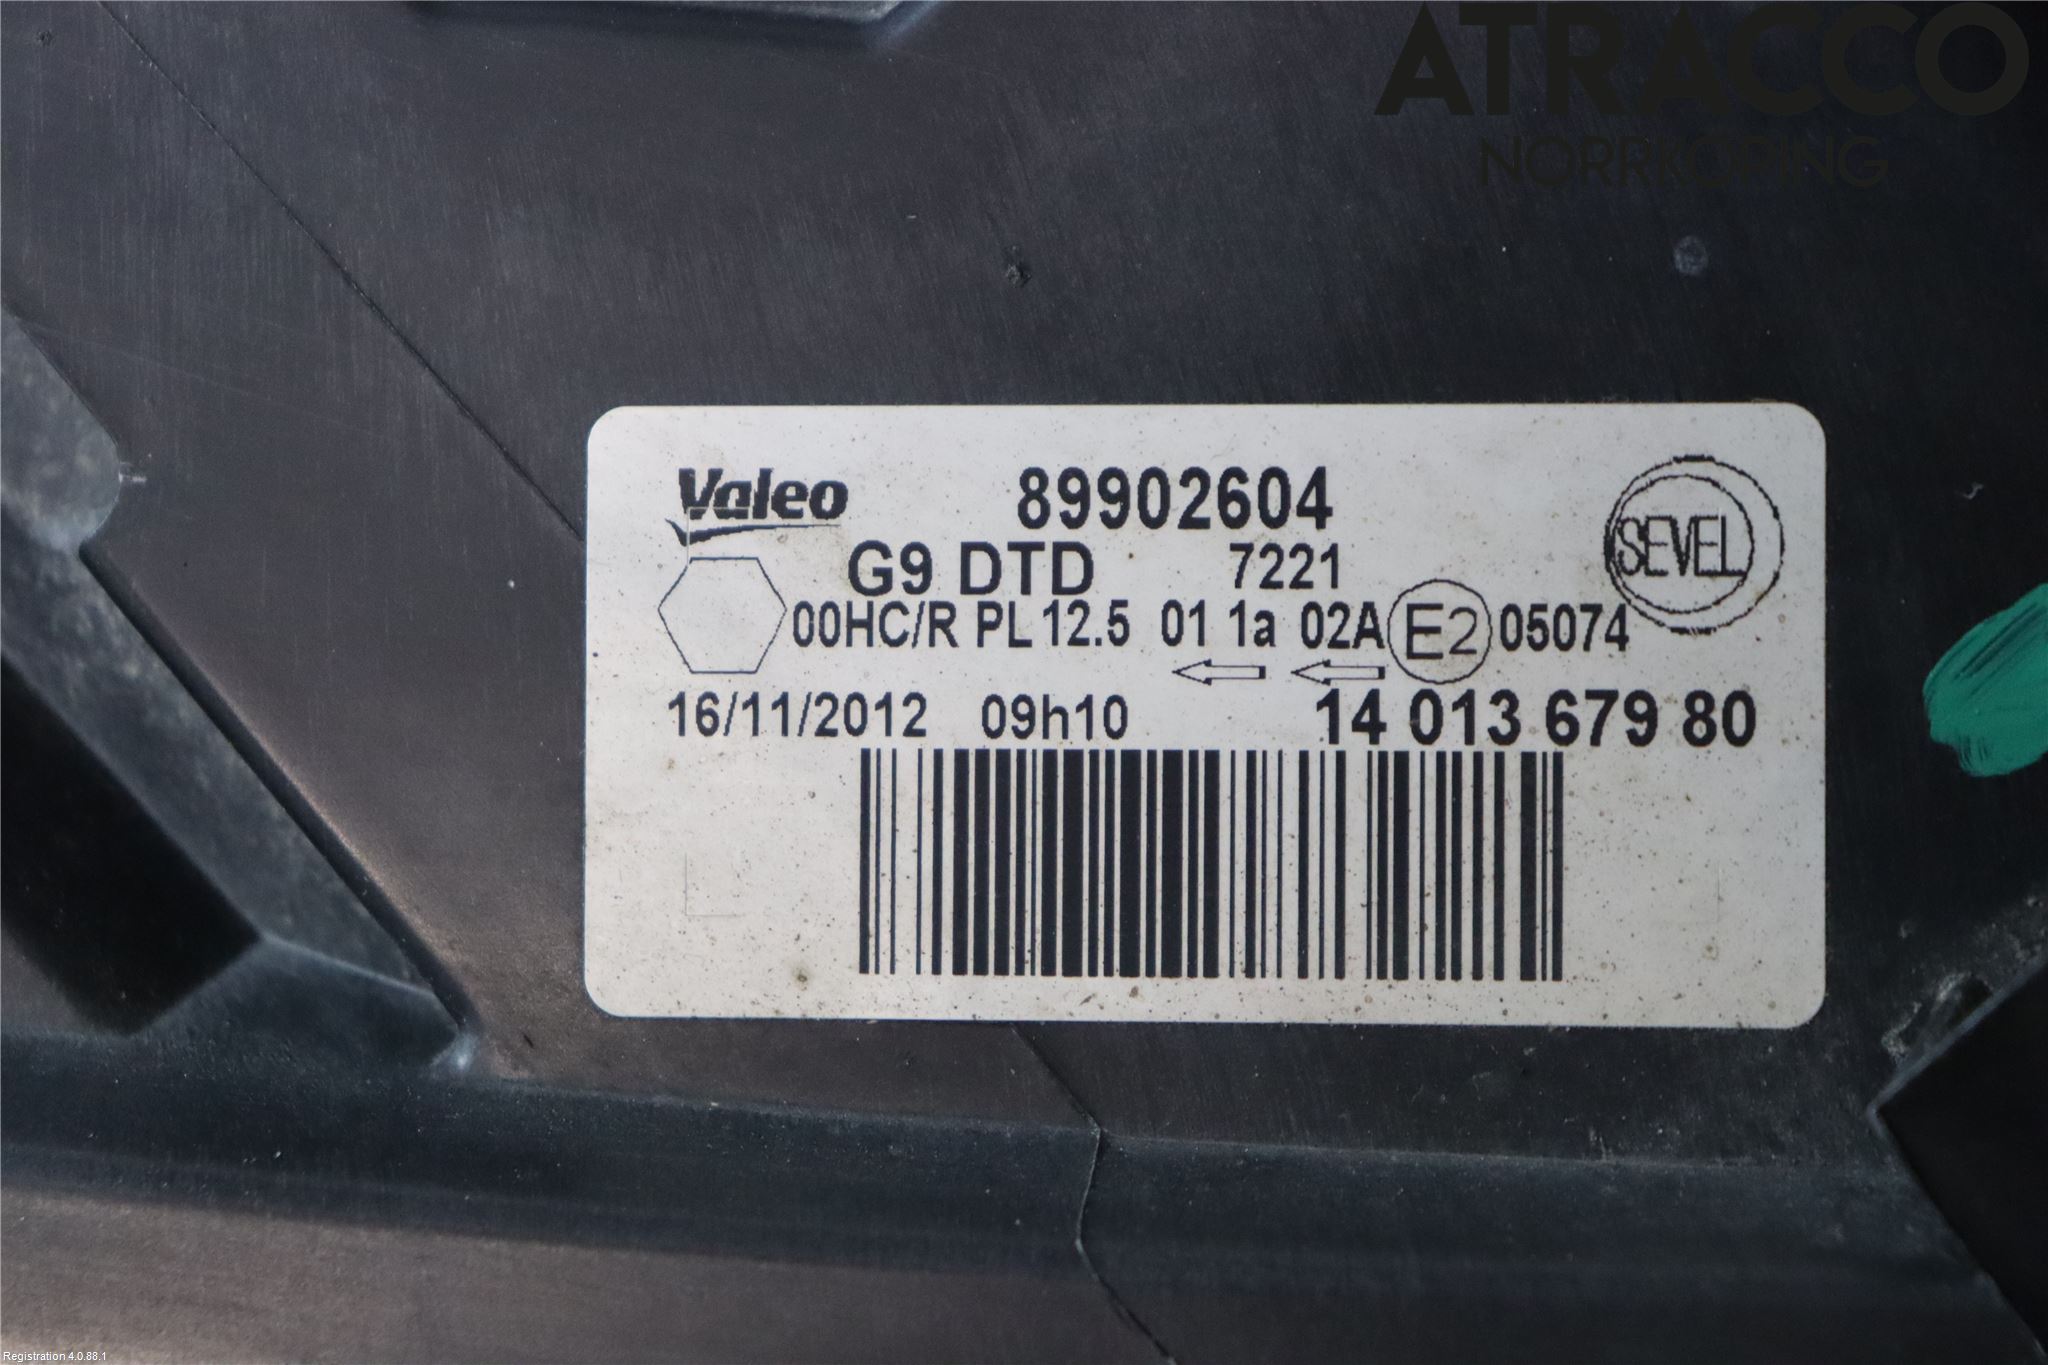 ATRACCO
NORRKÖPING
Valeo 89902604
SEVEL
G9 DTD 7221
00HC/R PL 12.5 01 1a 02A E2 05074
16/11/2012 09h10 14 013 679 80
Registration 4.0.88.1